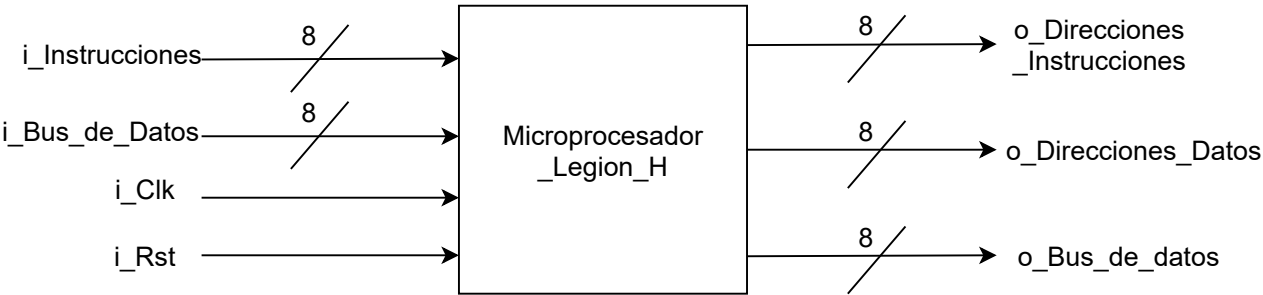 8
i_Instrucciones
8
i_Bus_de_Datos
i_Clk
i_Rst
Microprocesador
_Legion_H
8
o_Direcciones
_Instrucciones
8
o_Direcciones_Datos
8
o_Bus_de_datos